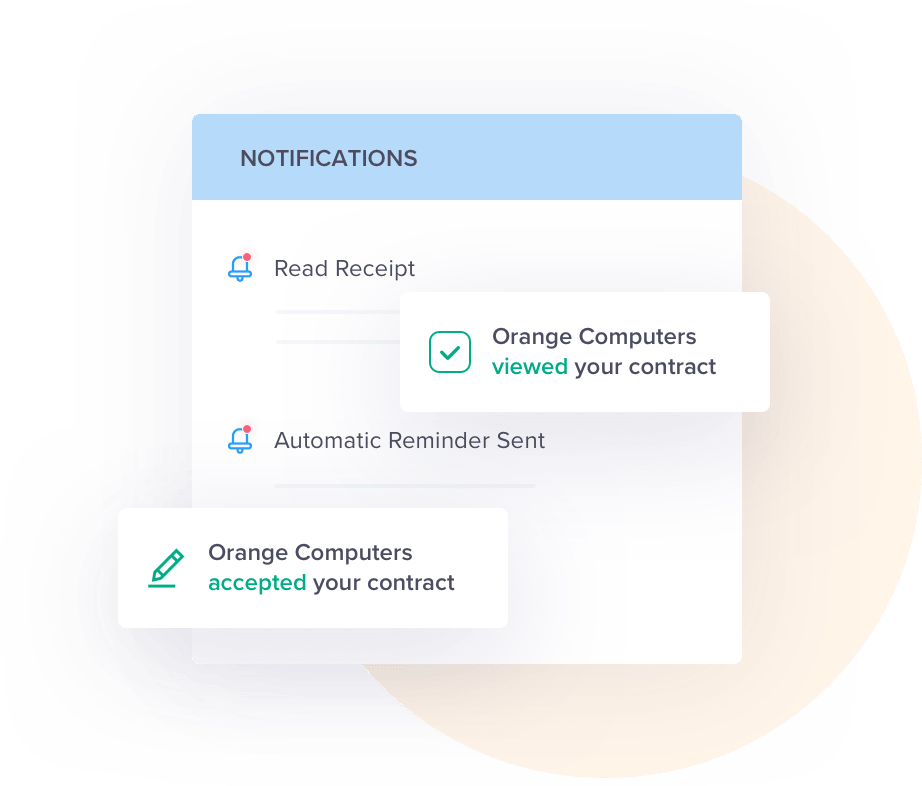 NOTIFICATIONS
Read Receipt
Orange Computers
viewed your contract
Automatic Reminder Sent
Orange Computers
accepted your contract